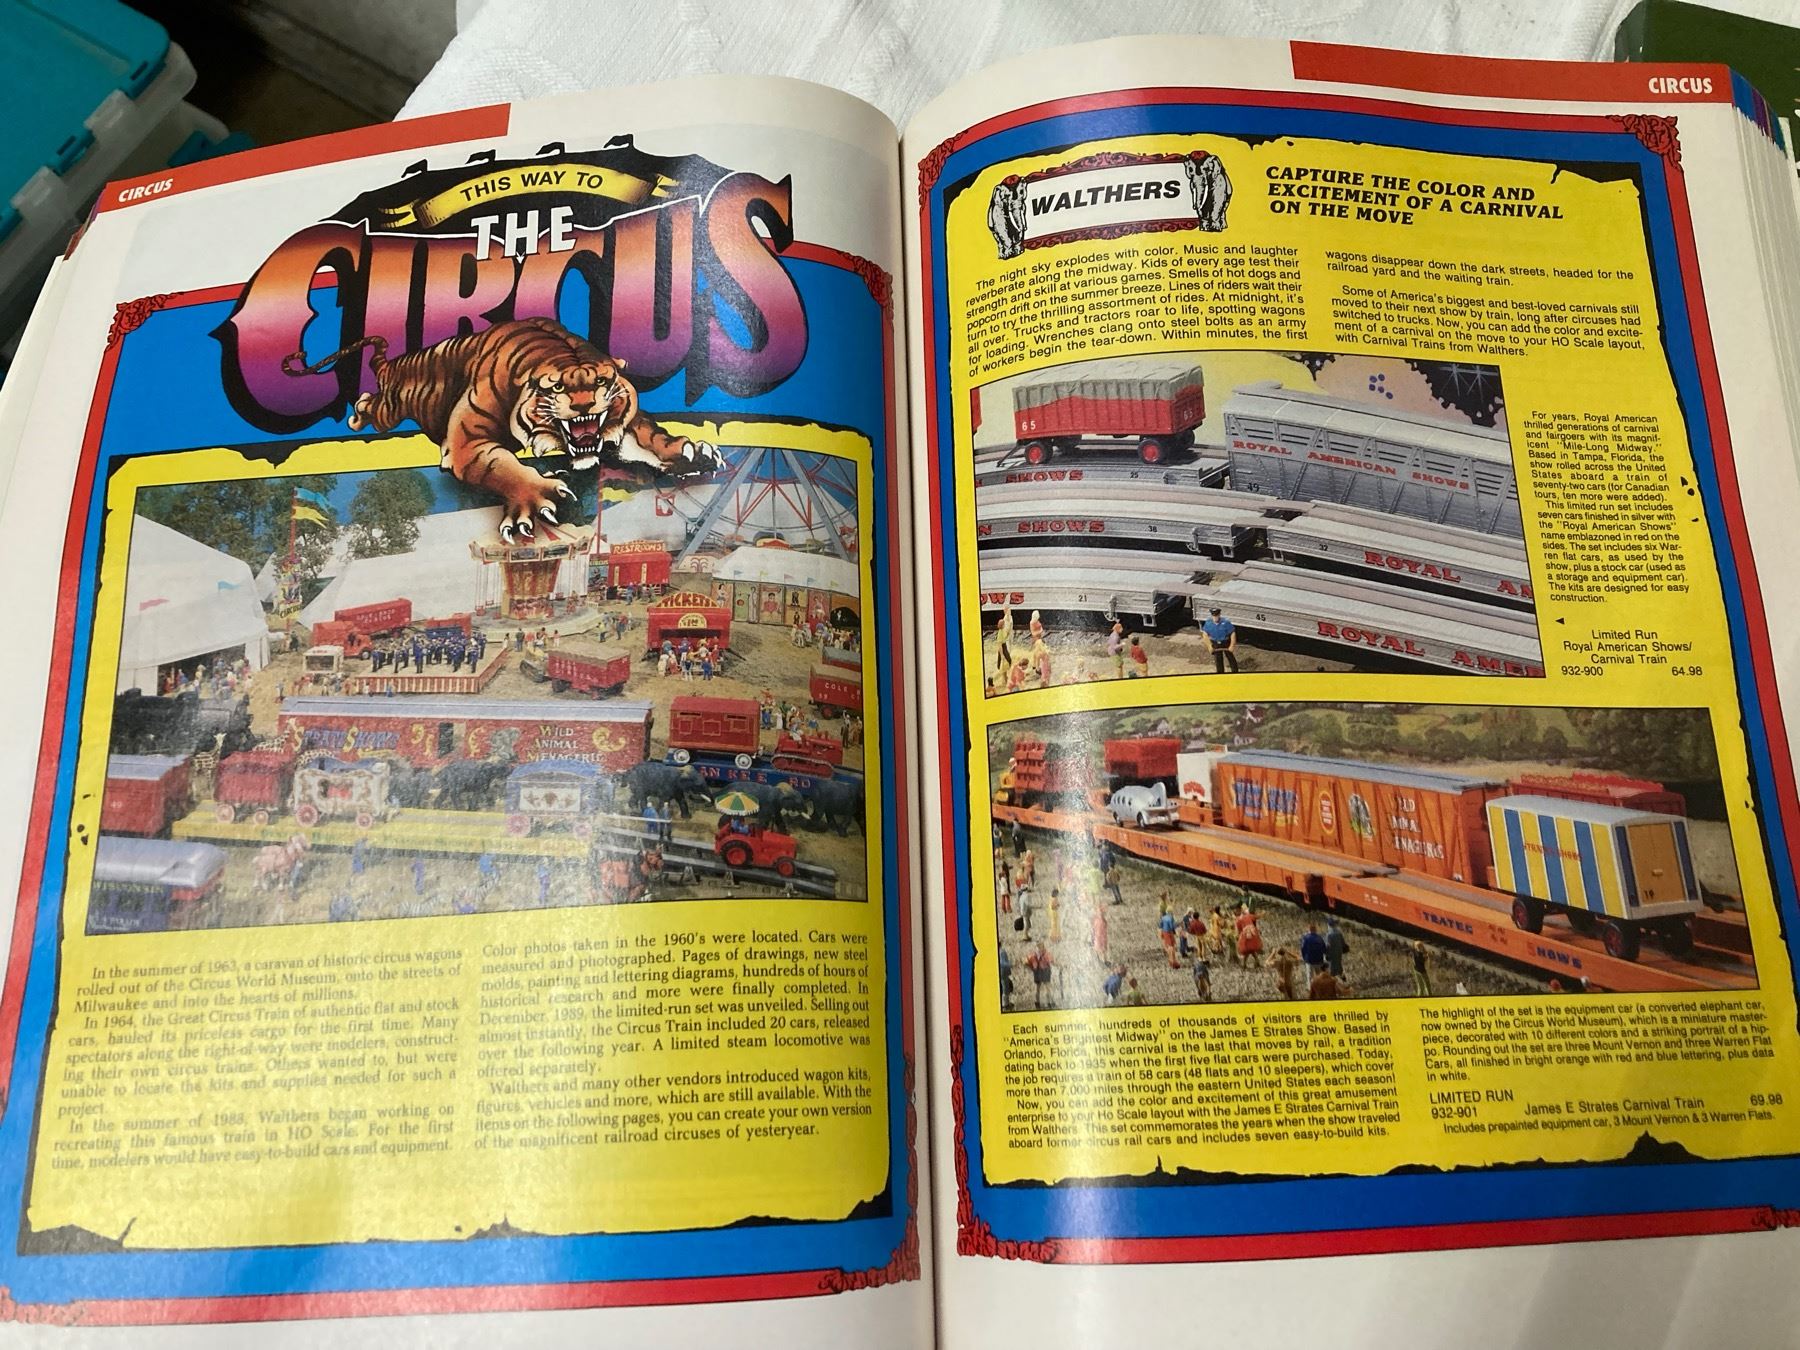 CIRCUS
THIS WAY TO
THE
CIRCUS
RESTROOMS
TICKETS
STRATES SHOWS
WILD
ANIMAL
MENAGERIE
49
WISCONSIN
In the summer of 1963, a caravan of historic circus wagons
rolled out of the Circus World Museum, onto the streets of
Milwaukee and into the hearts of millions.
In 1964, the Great Circus Train of authentic flat and stock
cars, hauled its priceless cargo for the first time. Many
spectators along the right-of-way were modelers, construct-
ing their own circus trains. Others wanted to, but were
unable to locate the kits and supplies needed for such a
project.
In the summer of 1988, Walthers began working on
recreating this famous train in HO Scale. For the first
time, modelers would have easy-to-build cars and equipment.
Color photos taken in the 1960's were located. Cars were
measured and photographed. Pages of drawings, new steel
molds, painting and lettering diagrams, hundreds of hours of
historical research and more were finally completed. In
December, 1989, the limited-run set was unveiled. Selling out
almost instantly, the Circus Train included 20 cars, released
over the following year. A limited steam locomotive was
offered separately.
Walthers and many other vendors introduced wagon kits,
figures, vehicles and more, which are still available. With the
items on the following pages, you can create your own version
of the magnificent railroad circuses of yesteryear.
CIRCUS
WALTHERS
CAPTURE THE COLOR AND
EXCITEMENT OF A CARNIVAL
ON THE MOVE
The night sky explodes with color. Music and laughter
reverberate along the midway. Kids of every age test their
strength and skill at various games. Smells of hot dogs and
popcorn drift on the summer breeze. Lines of riders wait their
turn to try the thrilling assortment of rides. At midnight, it's
all over. Trucks and tractors roar to life, spotting wagons
for loading. Wrenches clang onto steel bolts as an army
of workers begin the tear-down. Within minutes, the first
wagons disappear down the dark streets, headed for the
railroad yard and the waiting train.
Some of America's biggest and best-loved carnivals still
moved to their next show by train, long after circuses had
switched to trucks. Now, you can add the color and excite-
ment of a carnival on the move to your HO Scale layout,
with Carnival Trains from Walthers.
65
65
ROYAL AMERICAN SHOWS
SHOWS
25
49
N SHOWS
38
32
ROYAL AM
OWS
21
45
ROYAL AMER
For years, Royal American
thrilled generations of carnival
and fairgoers with its magnif-
icent "Mile-Long Midway."
Based in Tampa, Florida, the
show rolled across the United
States aboard a train of
seventy-two cars (for Canadian
tours, ten more were added).
This limited run set includes
seven cars finished in silver with
the "Royal American Shows"
name emblazoned in red on the
sides. The set includes six War-
ren flat cars, as used by the
show, plus a stock car (used as
a storage and equipment car).
The kits are designed for easy
construction.
Limited Run
Royal American Shows/
Carnival Train
932-900 64.98
STRATES SHOWS
19
STRATES SHOWS
Each summer, hundreds of thousands of visitors are thrilled by
"America's Brightest Midway" on the James E Strates Show. Based in
Orlando, Florida, this carnival is the last that moves by rail, a tradition
dating back to 1935 when the first five flat cars were purchased. Today,
the job requires a train of 58 cars (48 flats and 10 sleepers), which cover
more than 7,000 miles through the eastern United States each season!
Now, you can add the color and excitement of this great amusement
enterprise to your Ho Scale layout with the James E Strates Carnival Train
from Walthers. This set commemorates the years when the show traveled
aboard former circus rail cars and includes seven easy-to-build kits.
The highlight of the set is the equipment car (a converted elephant car,
now owned by the Circus World Museum), which is a miniature master-
piece, decorated with 10 different colors and a striking portrait of a hip-
po. Rounding out the set are three Mount Vernon and three Warren Flat
Cars, all finished in bright orange with red and blue lettering, plus data
in white.
LIMITED RUN
932-901 James E Strates Carnival Train 69.98
Includes prepainted equipment car, 3 Mount Vernon & 3 Warren Flats.